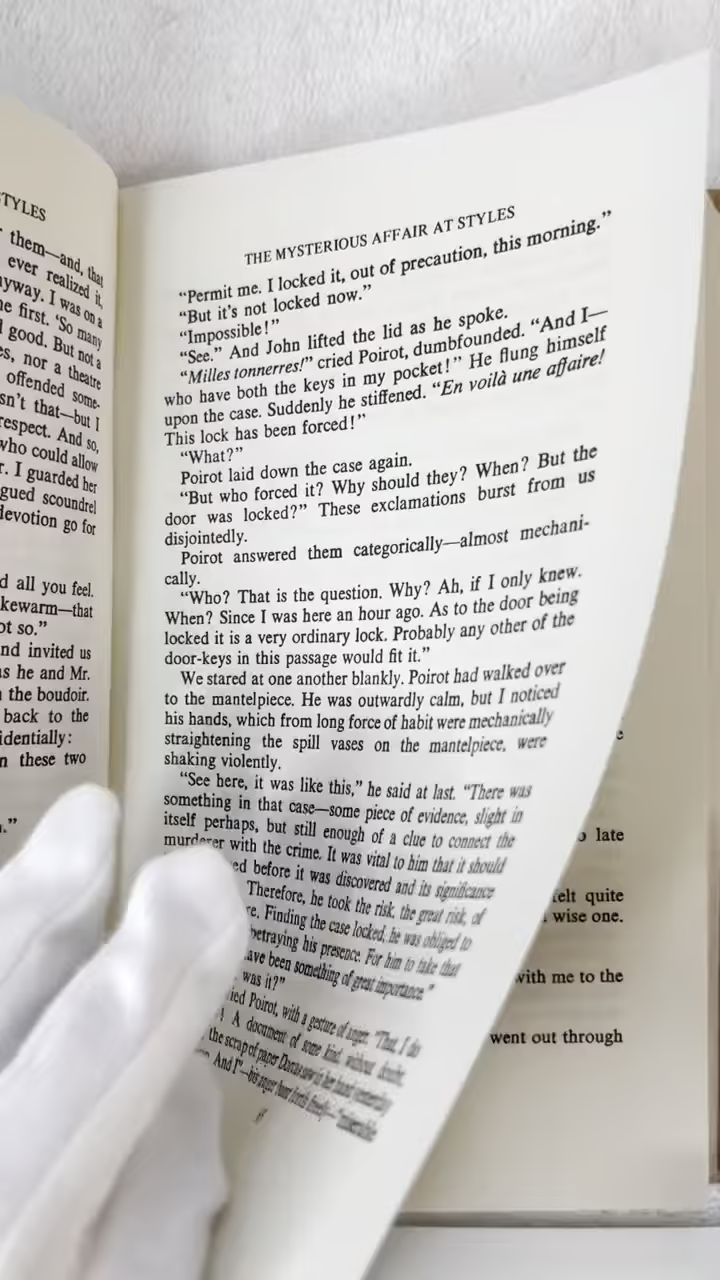 TYLES
them—and, that
ever realized it,
nyway. I was on a
he first. ‘So many
good. But not a
es, nor a theatre
offended some-
sn’t that—but I
respect. And so,
who could allow
r. I guarded her
gued scoundrel
devotion go for
d all you feel.
kewarm—that
ot so.”
nd invited us
as he and Mr.
the boudoir.
back to the
identially:
n these two
THE MYSTERIOUS AFFAIR AT STYLES
“Permit me. I locked it, out of precaution, this morning.”
“But it’s not locked now.”
“Impossible!”
“See.” And John lifted the lid as he spoke.
“Milles tonnerres!” cried Poirot, dumbfounded. “And I—
who have both the keys in my pocket!” He flung himself
upon the case. Suddenly he stiffened. “En voilà une affaire!
This lock has been forced!”
“What?”
Poirot laid down the case again.
“But who forced it? Why should they? When? But the
door was locked?” These exclamations burst from us
disjointedly.
Poirot answered them categorically—almost mechani-
cally.
“Who? That is the question. Why? Ah, if I only knew.
When? Since I was here an hour ago. As to the door being
locked it is a very ordinary lock. Probably any other of the
door-keys in this passage would fit it.”
We stared at one another blankly. Poirot had walked over
to the mantelpiece. He was outwardly calm, but I noticed
his hands, which from long force of habit were mechanically
straightening the spill vases on the mantelpiece, were
shaking violently.
“See here, it was like this,” he said at last. “There was
something in that case—some piece of evidence, slight in
itself perhaps, but still enough of a clue to connect the
murderer with the crime. It was vital to him that it should
ed before it was discovered and its significance
Therefore, he took the risk, the great risk, of
re. Finding the case locked, he was obliged to
betraying his presence. For him to take that
ave been something of great importance.”
was it?”
ied Poirot, with a gesture of anger. “That, I do
! A document of some kind, without doubt,
the scrap of paper Dorcas saw in her hand yesterday
And I”—his anger burst forth freely—
e
o late
felt quite
wise one.
with me to the
went out through